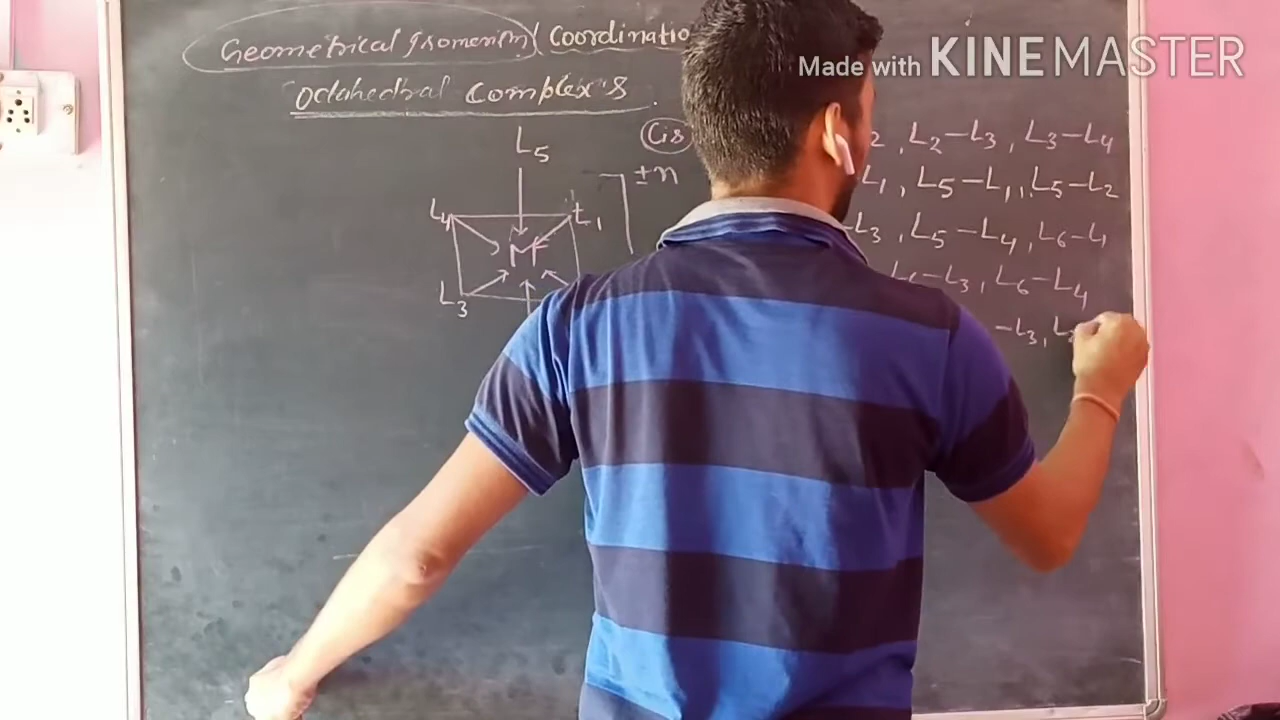 Geometrical Isomerism ( Coordinatio
Octahedral Complex's
Made with KINEMASTER
L5
Cis
2 , L2-L3 , L3-L4
±n
L1 , L5-L1 , L5-L2
L4
L1
L3 , L5-L4 , L6-L1
M
L6-L3 , L6-L4
L3
-L3 ,